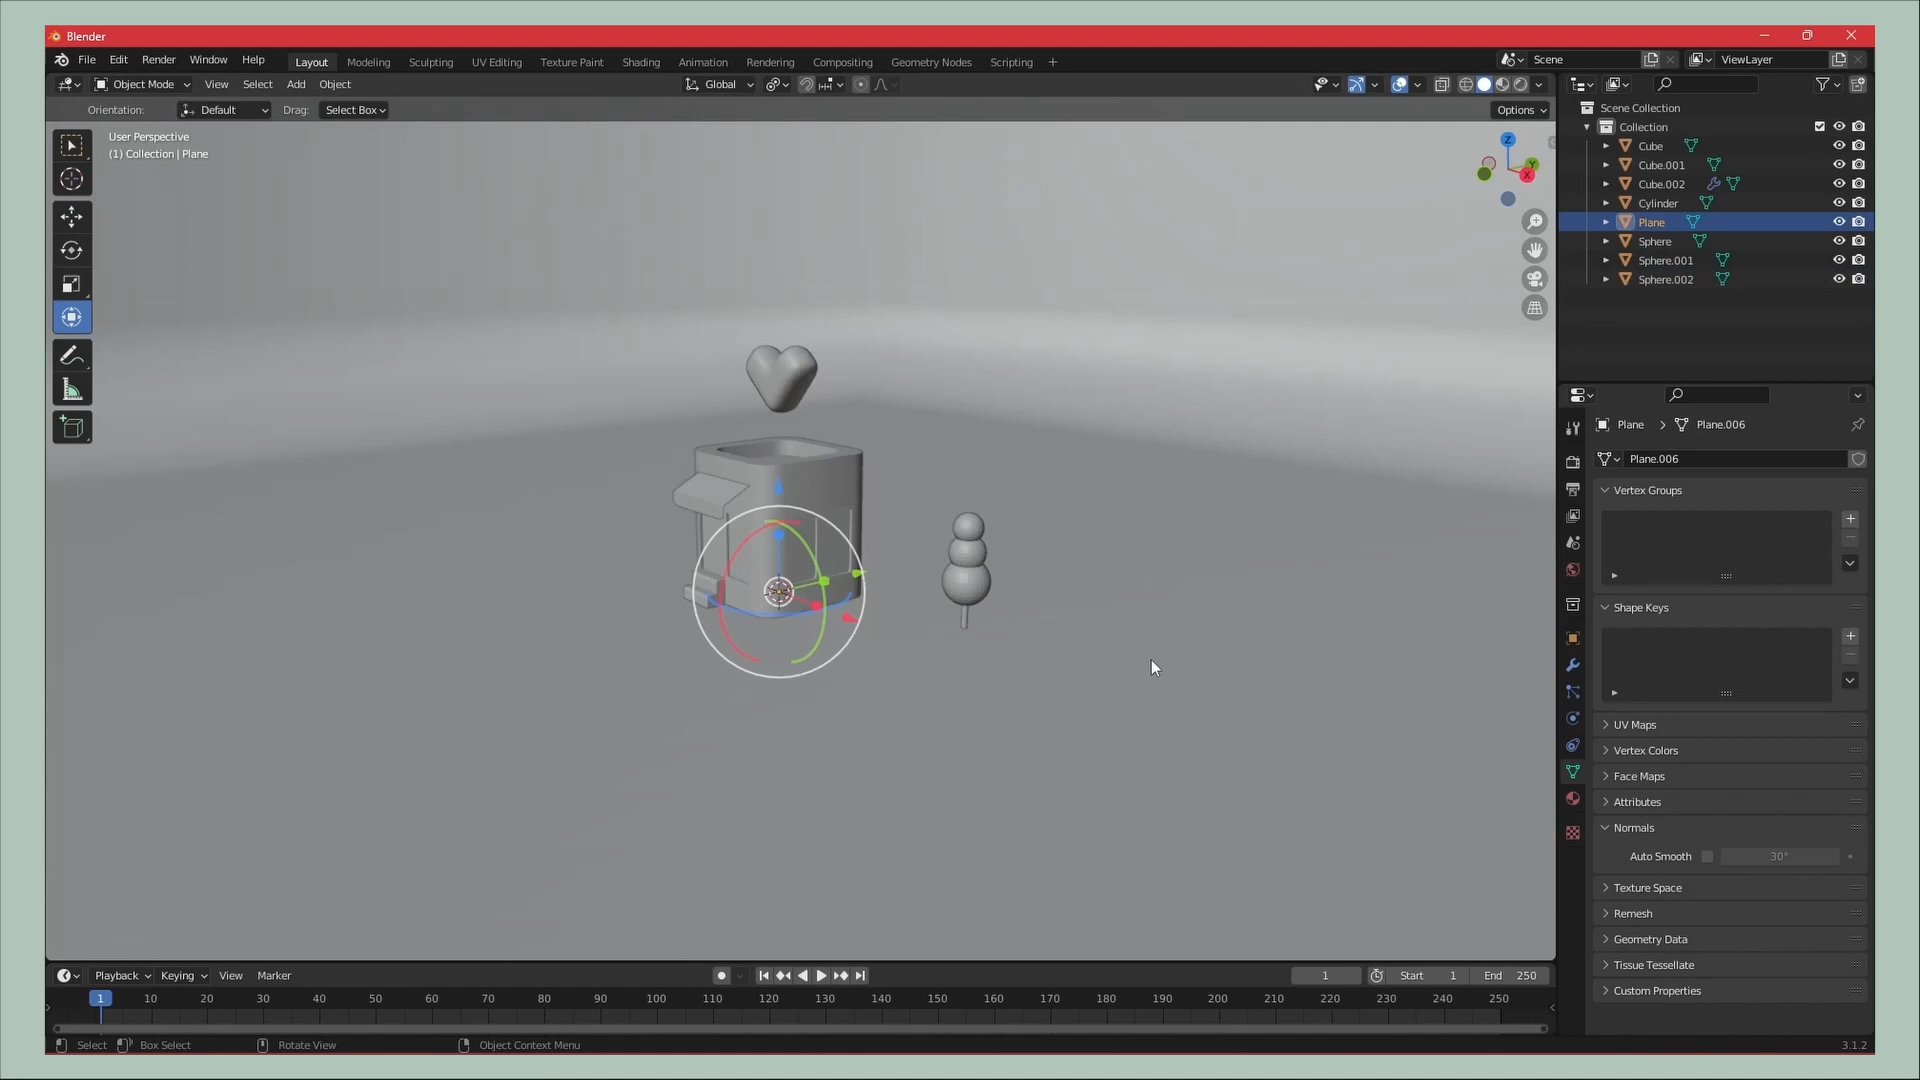 Blender
File Edit Render Window Help Layout Modeling Sculpting UV Editing Texture Paint Shading Animation Rendering Compositing Geometry Nodes Scripting + Scene ViewLayer
Object Mode View Select Add Object Global
Orientation: Default Drag: Select Box Options
User Perspective
(1) Collection | Plane
Z
Y
X
Scene Collection
Collection
Cube
Cube.001
Cube.002
Cylinder
Plane
Sphere
Sphere.001
Sphere.002
Plane > Plane.006
Plane.006
Vertex Groups
Shape Keys
UV Maps
Vertex Colors
Face Maps
Attributes
Normals
Auto Smooth 30°
Texture Space
Remesh
Geometry Data
Tissue Tessellate
Custom Properties
Playback Keying View Marker 1 Start 1 End 250
1 10 20 30 40 50 60 70 80 90 100 110 120 130 140 150 160 170 180 190 200 210 220 230 240 250
Select Box Select Rotate View Object Context Menu 3.1.2